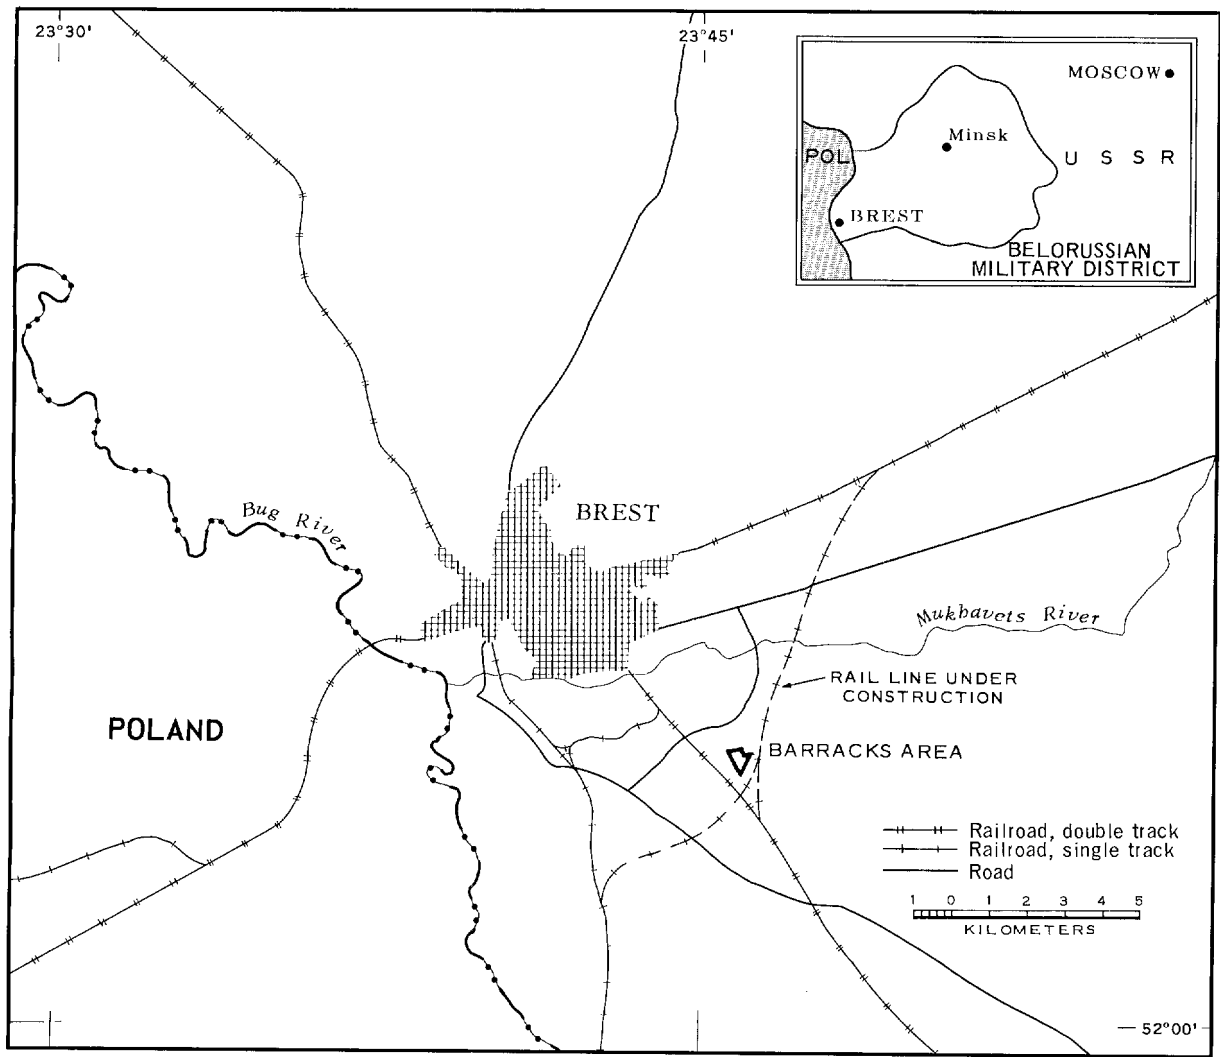 23°30'
23°45'
MOSCOW
Minsk
POL
U S S R
BREST
BELORUSSIAN
MILITARY DISTRICT
Bug River
BREST
Mukhavets River
RAIL LINE UNDER
CONSTRUCTION
POLAND
BARRACKS AREA
Railroad, double track
Railroad, single track
Road
1 0 1 2 3 4 5
KILOMETERS
52°00'